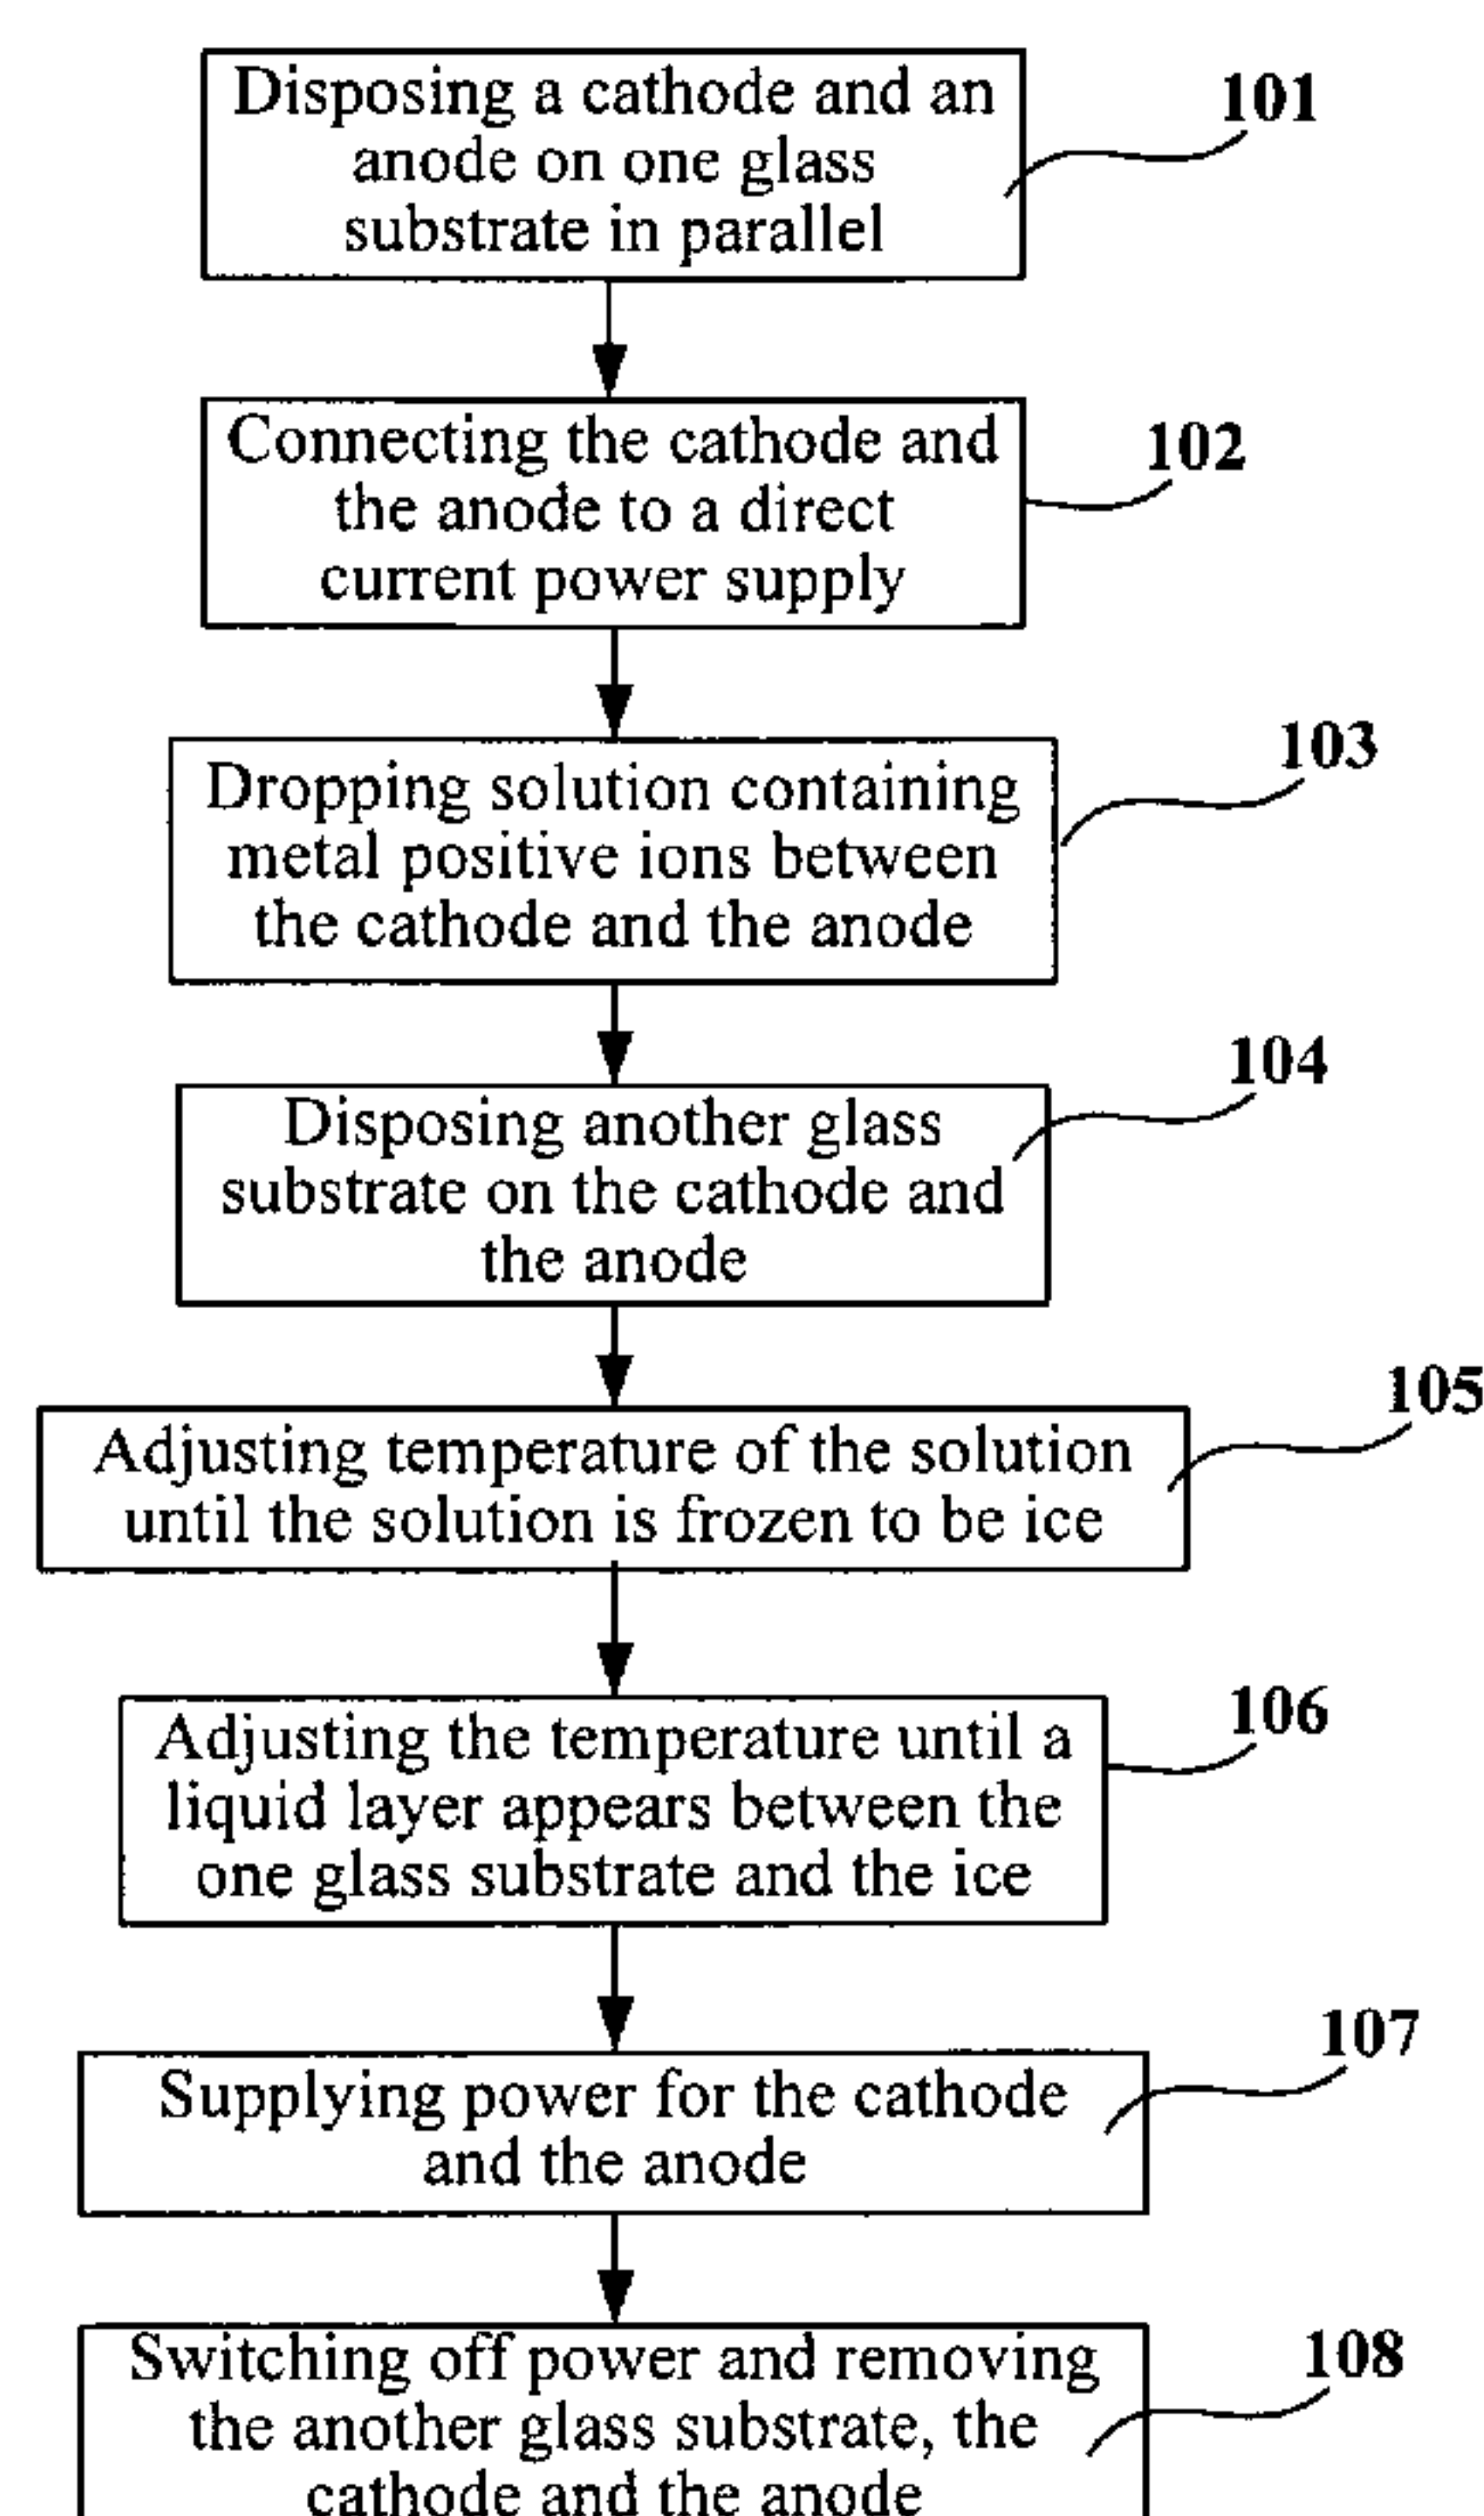 Disposing a cathode and an
anode on one glass
substrate in parallel
101
Connecting the cathode and
the anode to a direct
current power supply
102
Dropping solution containing
metal positive ions between
the cathode and the anode
103
Disposing another glass
substrate on the cathode and
the anode
104
Adjusting temperature of the solution
until the solution is frozen to be ice
105
Adjusting the temperature until a
liquid layer appears between the
one glass substrate and the ice
106
Supplying power for the cathode
and the anode
107
Switching off power and removing
the another glass substrate, the
cathode and the anode
108